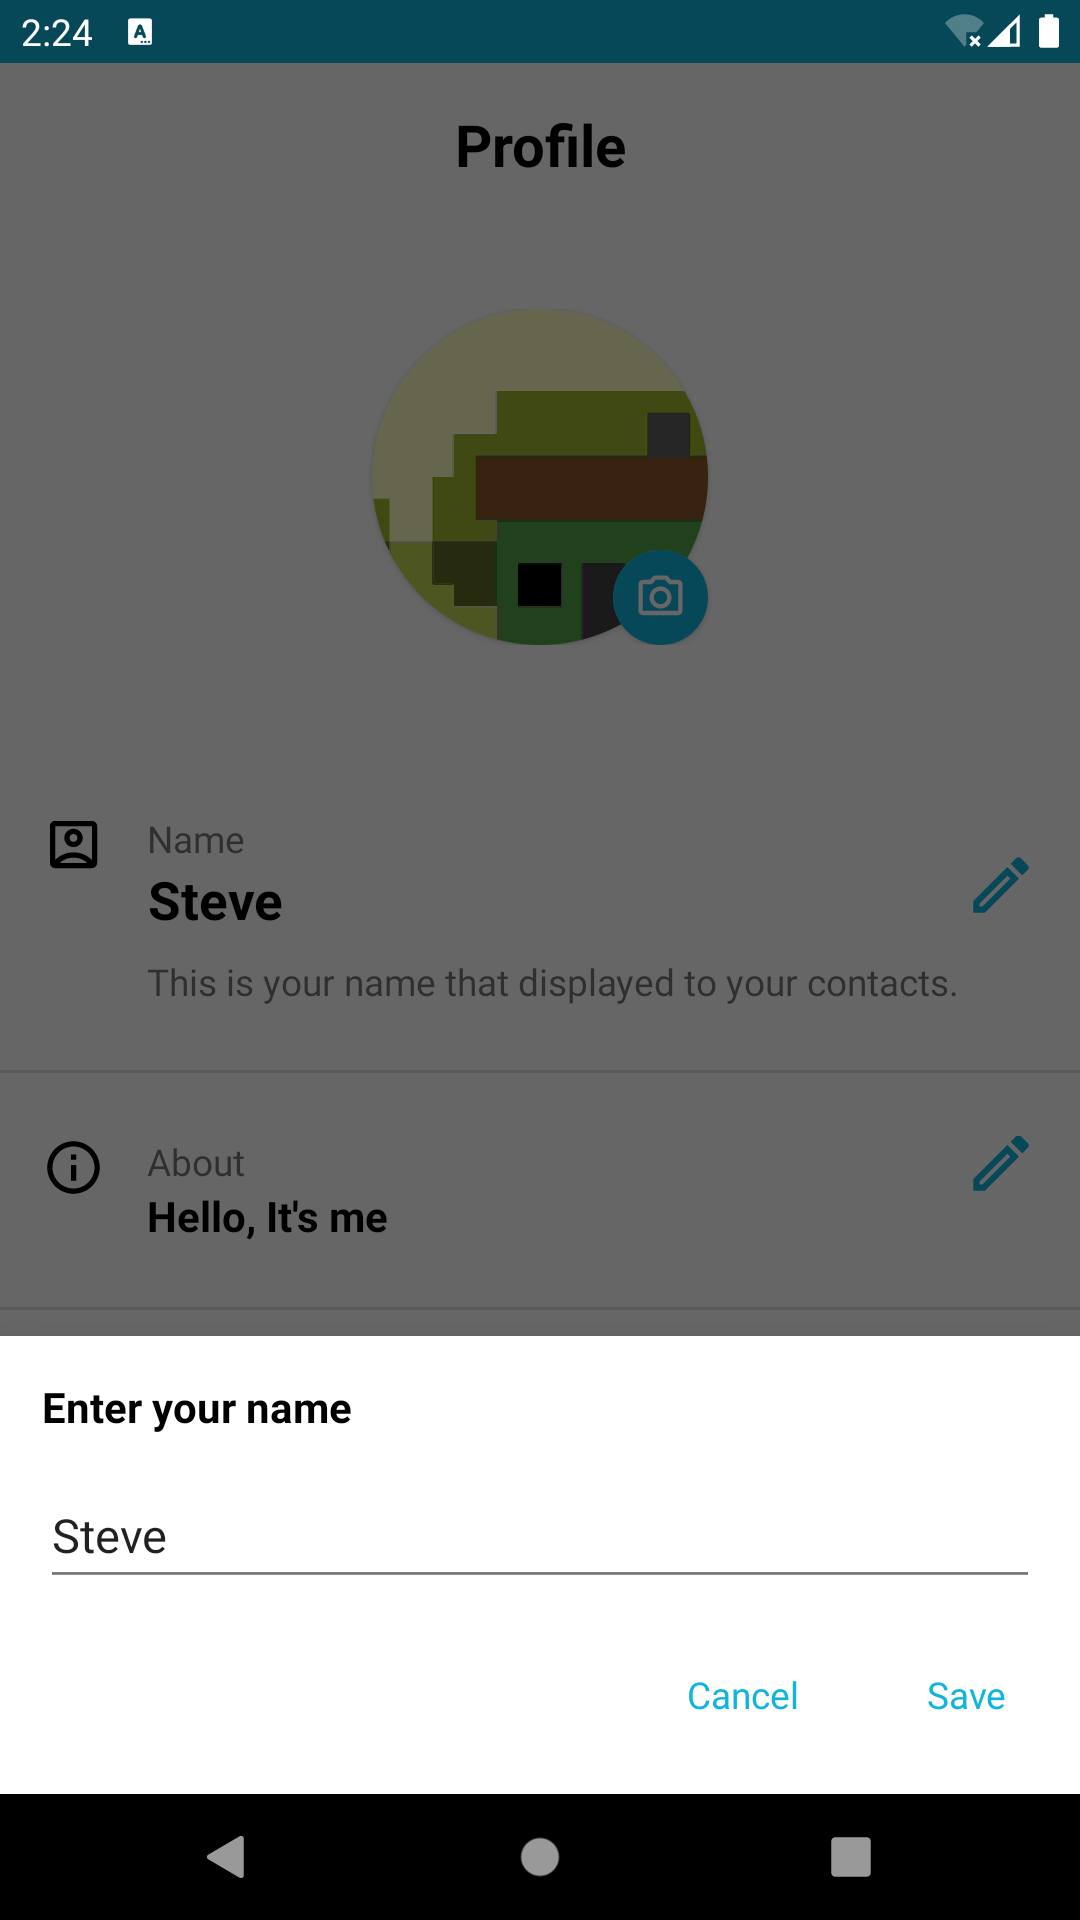 2:24
Profile
Name
Steve
This is your name that displayed to your contacts.
About
Hello, It's me
Enter your name
Steve
Cancel Save